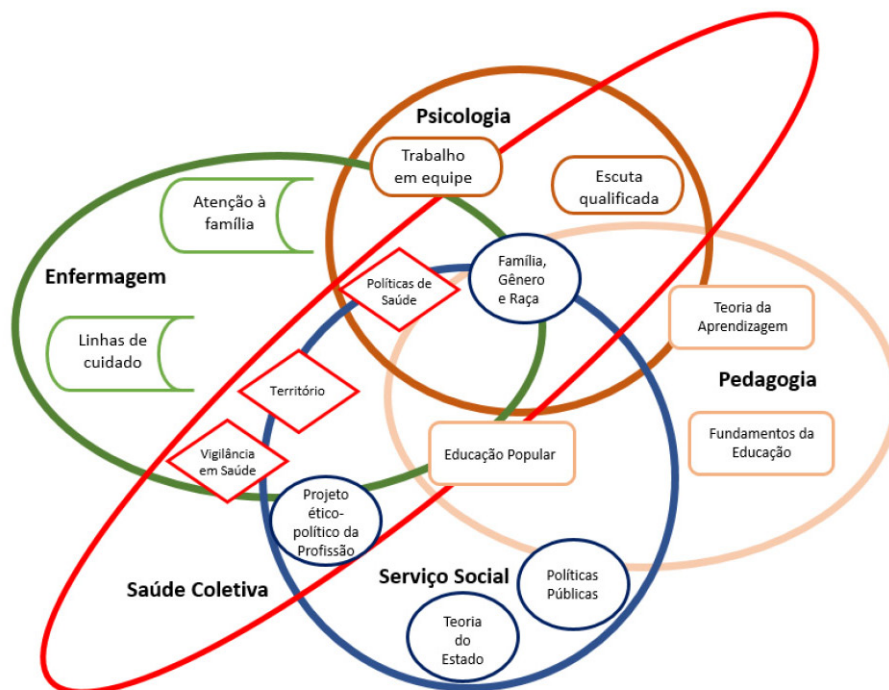 Psicologia
Trabalho
em equipe
Escuta
qualificada
Atenção à
família
Enfermagem
Família,
Gênero
e Raça
Políticas de
Saúde
Teoria da
Aprendizagem
Linhas de
cuidado
Território
Pedagogia
Fundamentos da
Educação
Vigilância
em Saúde
Educação Popular
Projeto
ético-
político da
Profissão
Saúde Coletiva
Serviço Social
Políticas
Públicas
Teoria
do
Estado